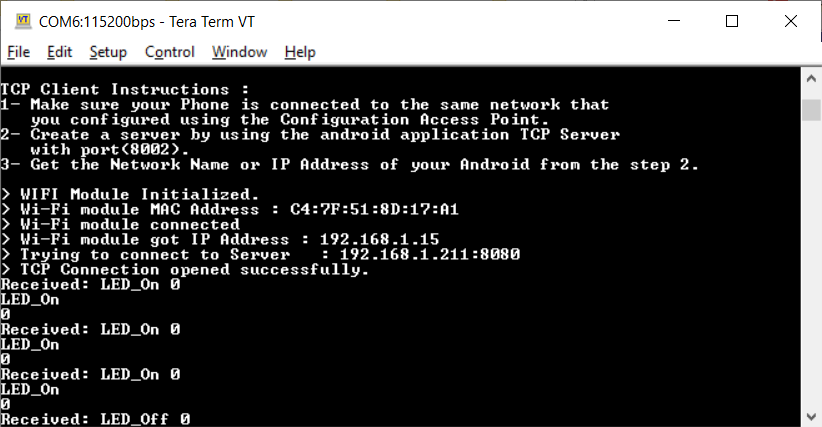 COM6:115200bps - Tera Term VT
File Edit Setup Control Window Help
TCP Client Instructions :
1- Make sure your Phone is connected to the same network that
you configured using the Configuration Access Point.
2- Create a server by using the android application TCP Server
with port(8002).
3- Get the Network Name or IP Address of your Android from the step 2.
> WIFI Module Initialized.
> Wi-Fi module MAC Address : C4:7F:51:8D:17:A1
> Wi-Fi module connected
> Wi-Fi module got IP Address : 192.168.1.15
> Trying to connect to Server   : 192.168.1.211:8080
> TCP Connection opened successfully.
Received: LED_On 0
LED_On
0
Received: LED_On 0
LED_On
0
Received: LED_On 0
LED_On
0
Received: LED_Off 0